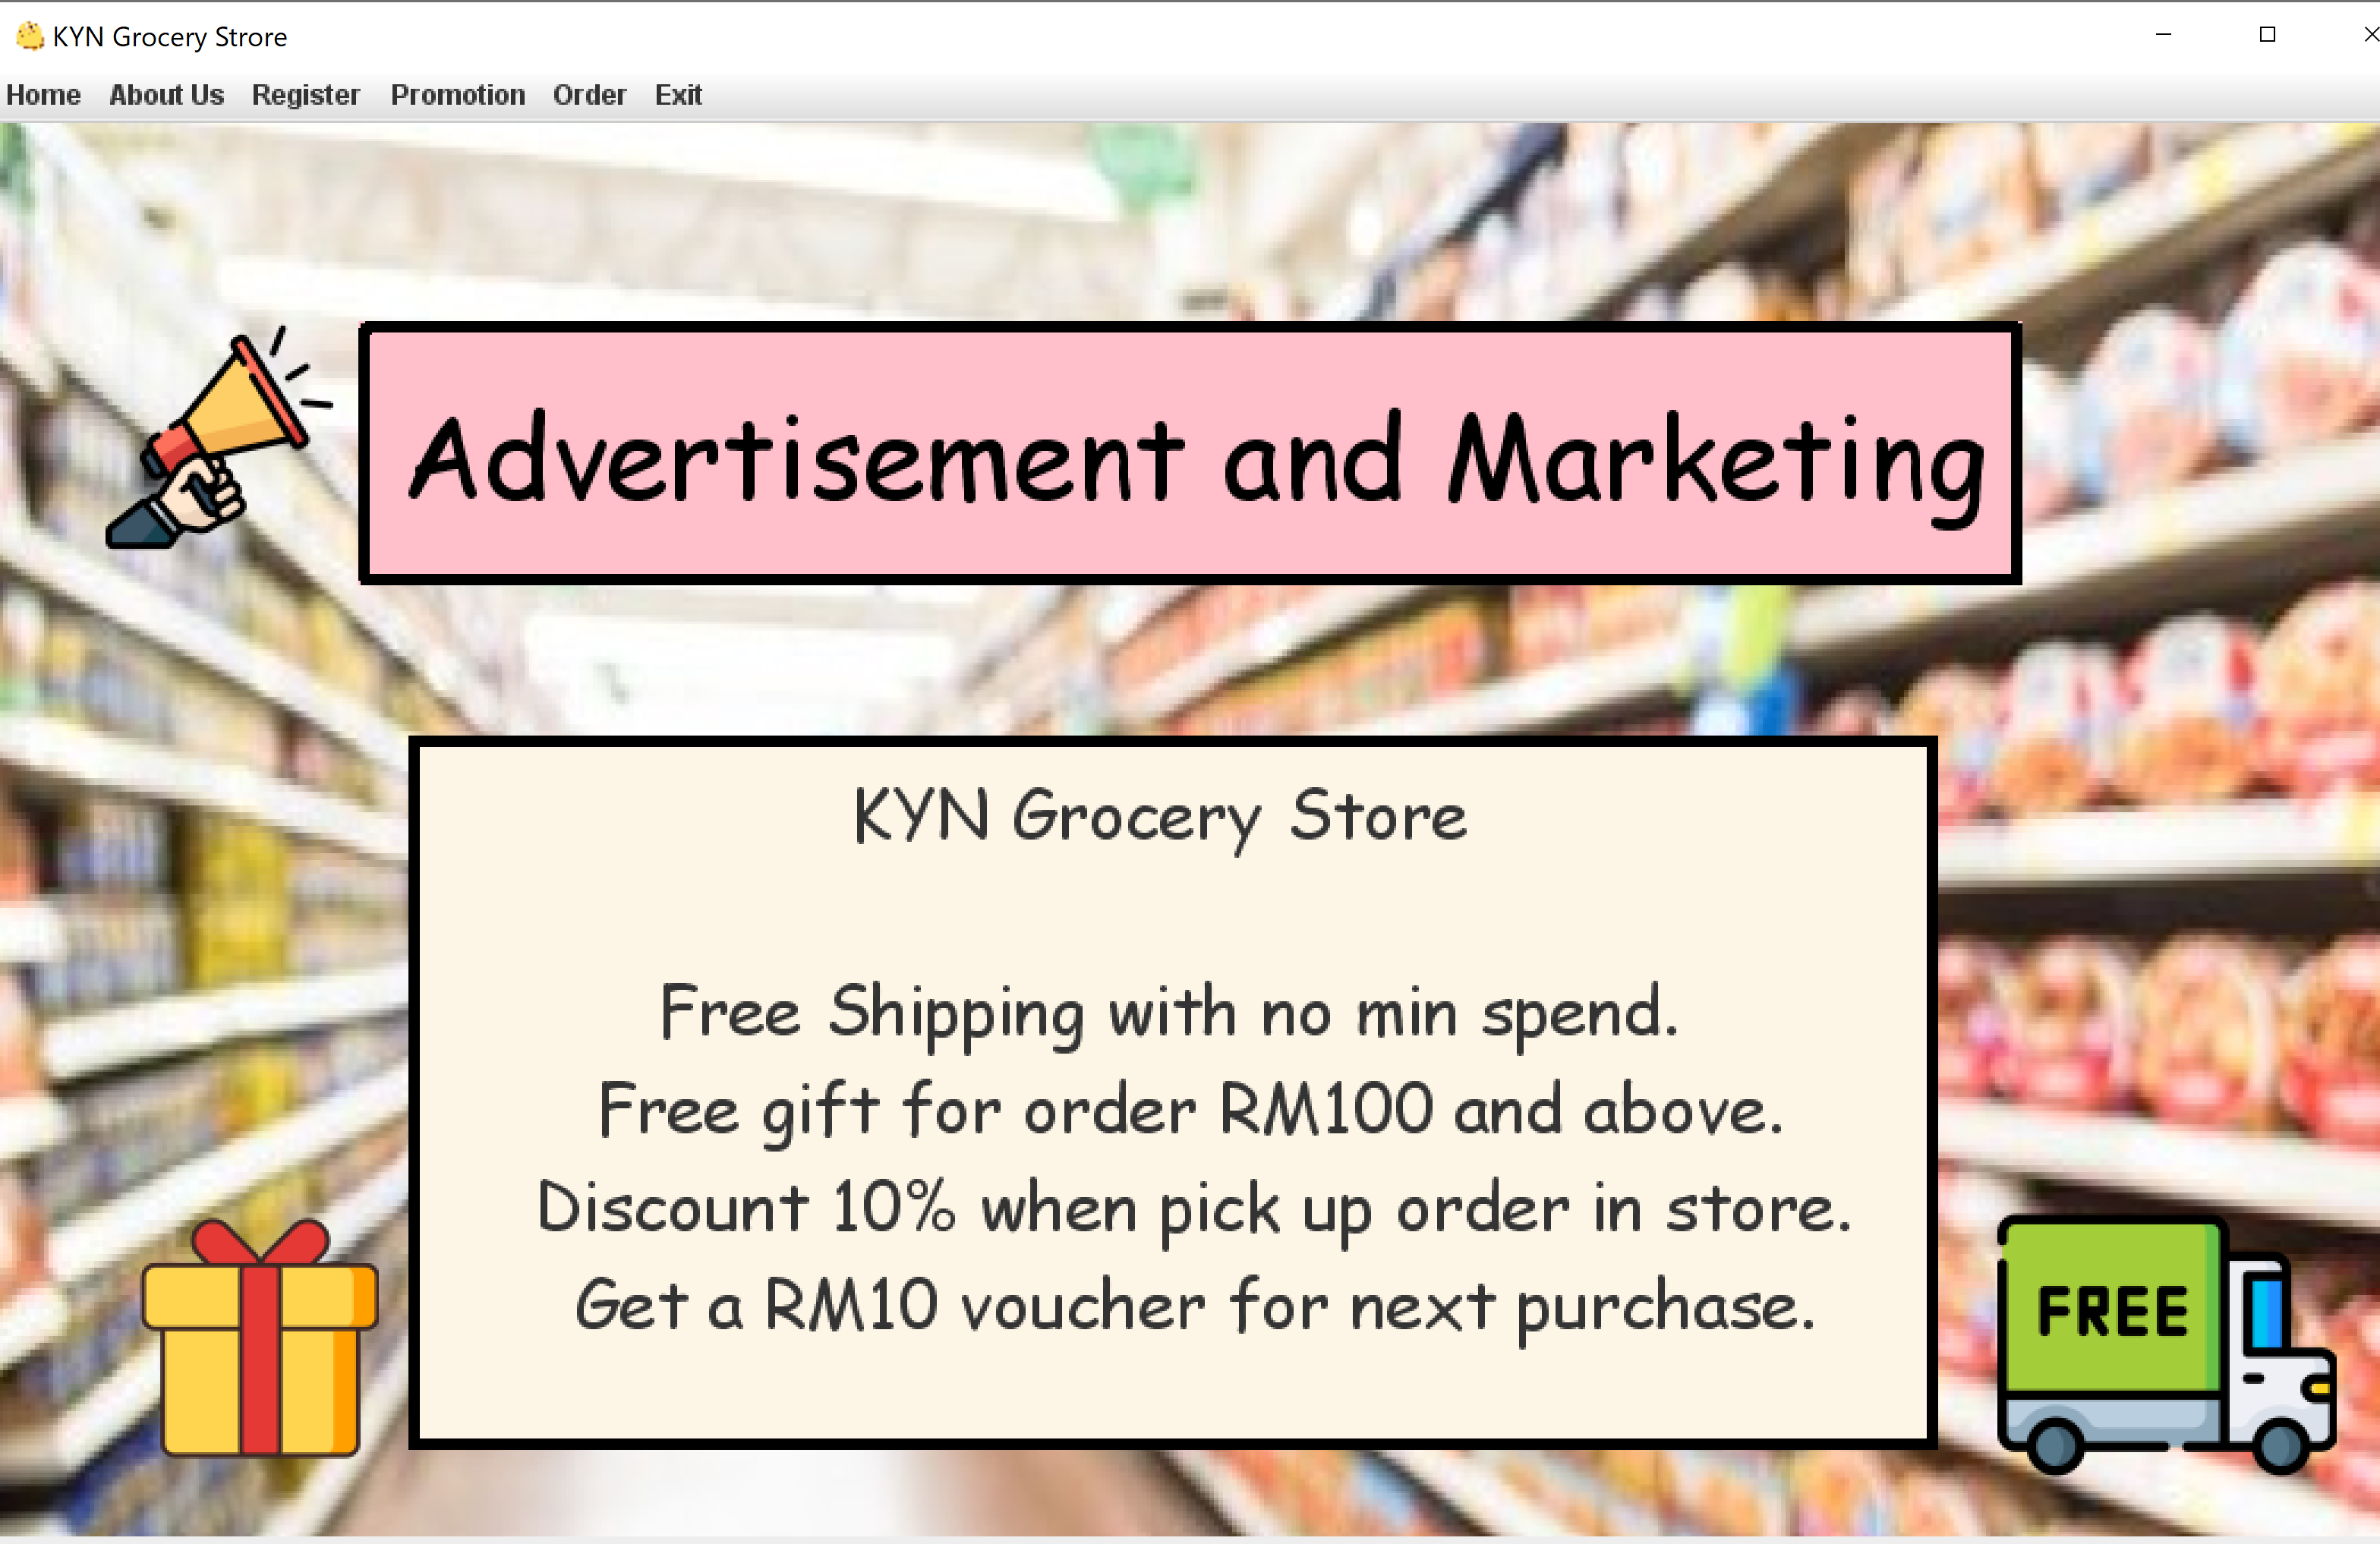 KYN Grocery Strore
Home About Us Register Promotion Order Exit
Advertisement and Marketing
KYN Grocery Store
Free Shipping with no min spend.
Free gift for order RM100 and above.
Discount 10% when pick up order in store.
Get a RM10 voucher for next purchase.
FREE